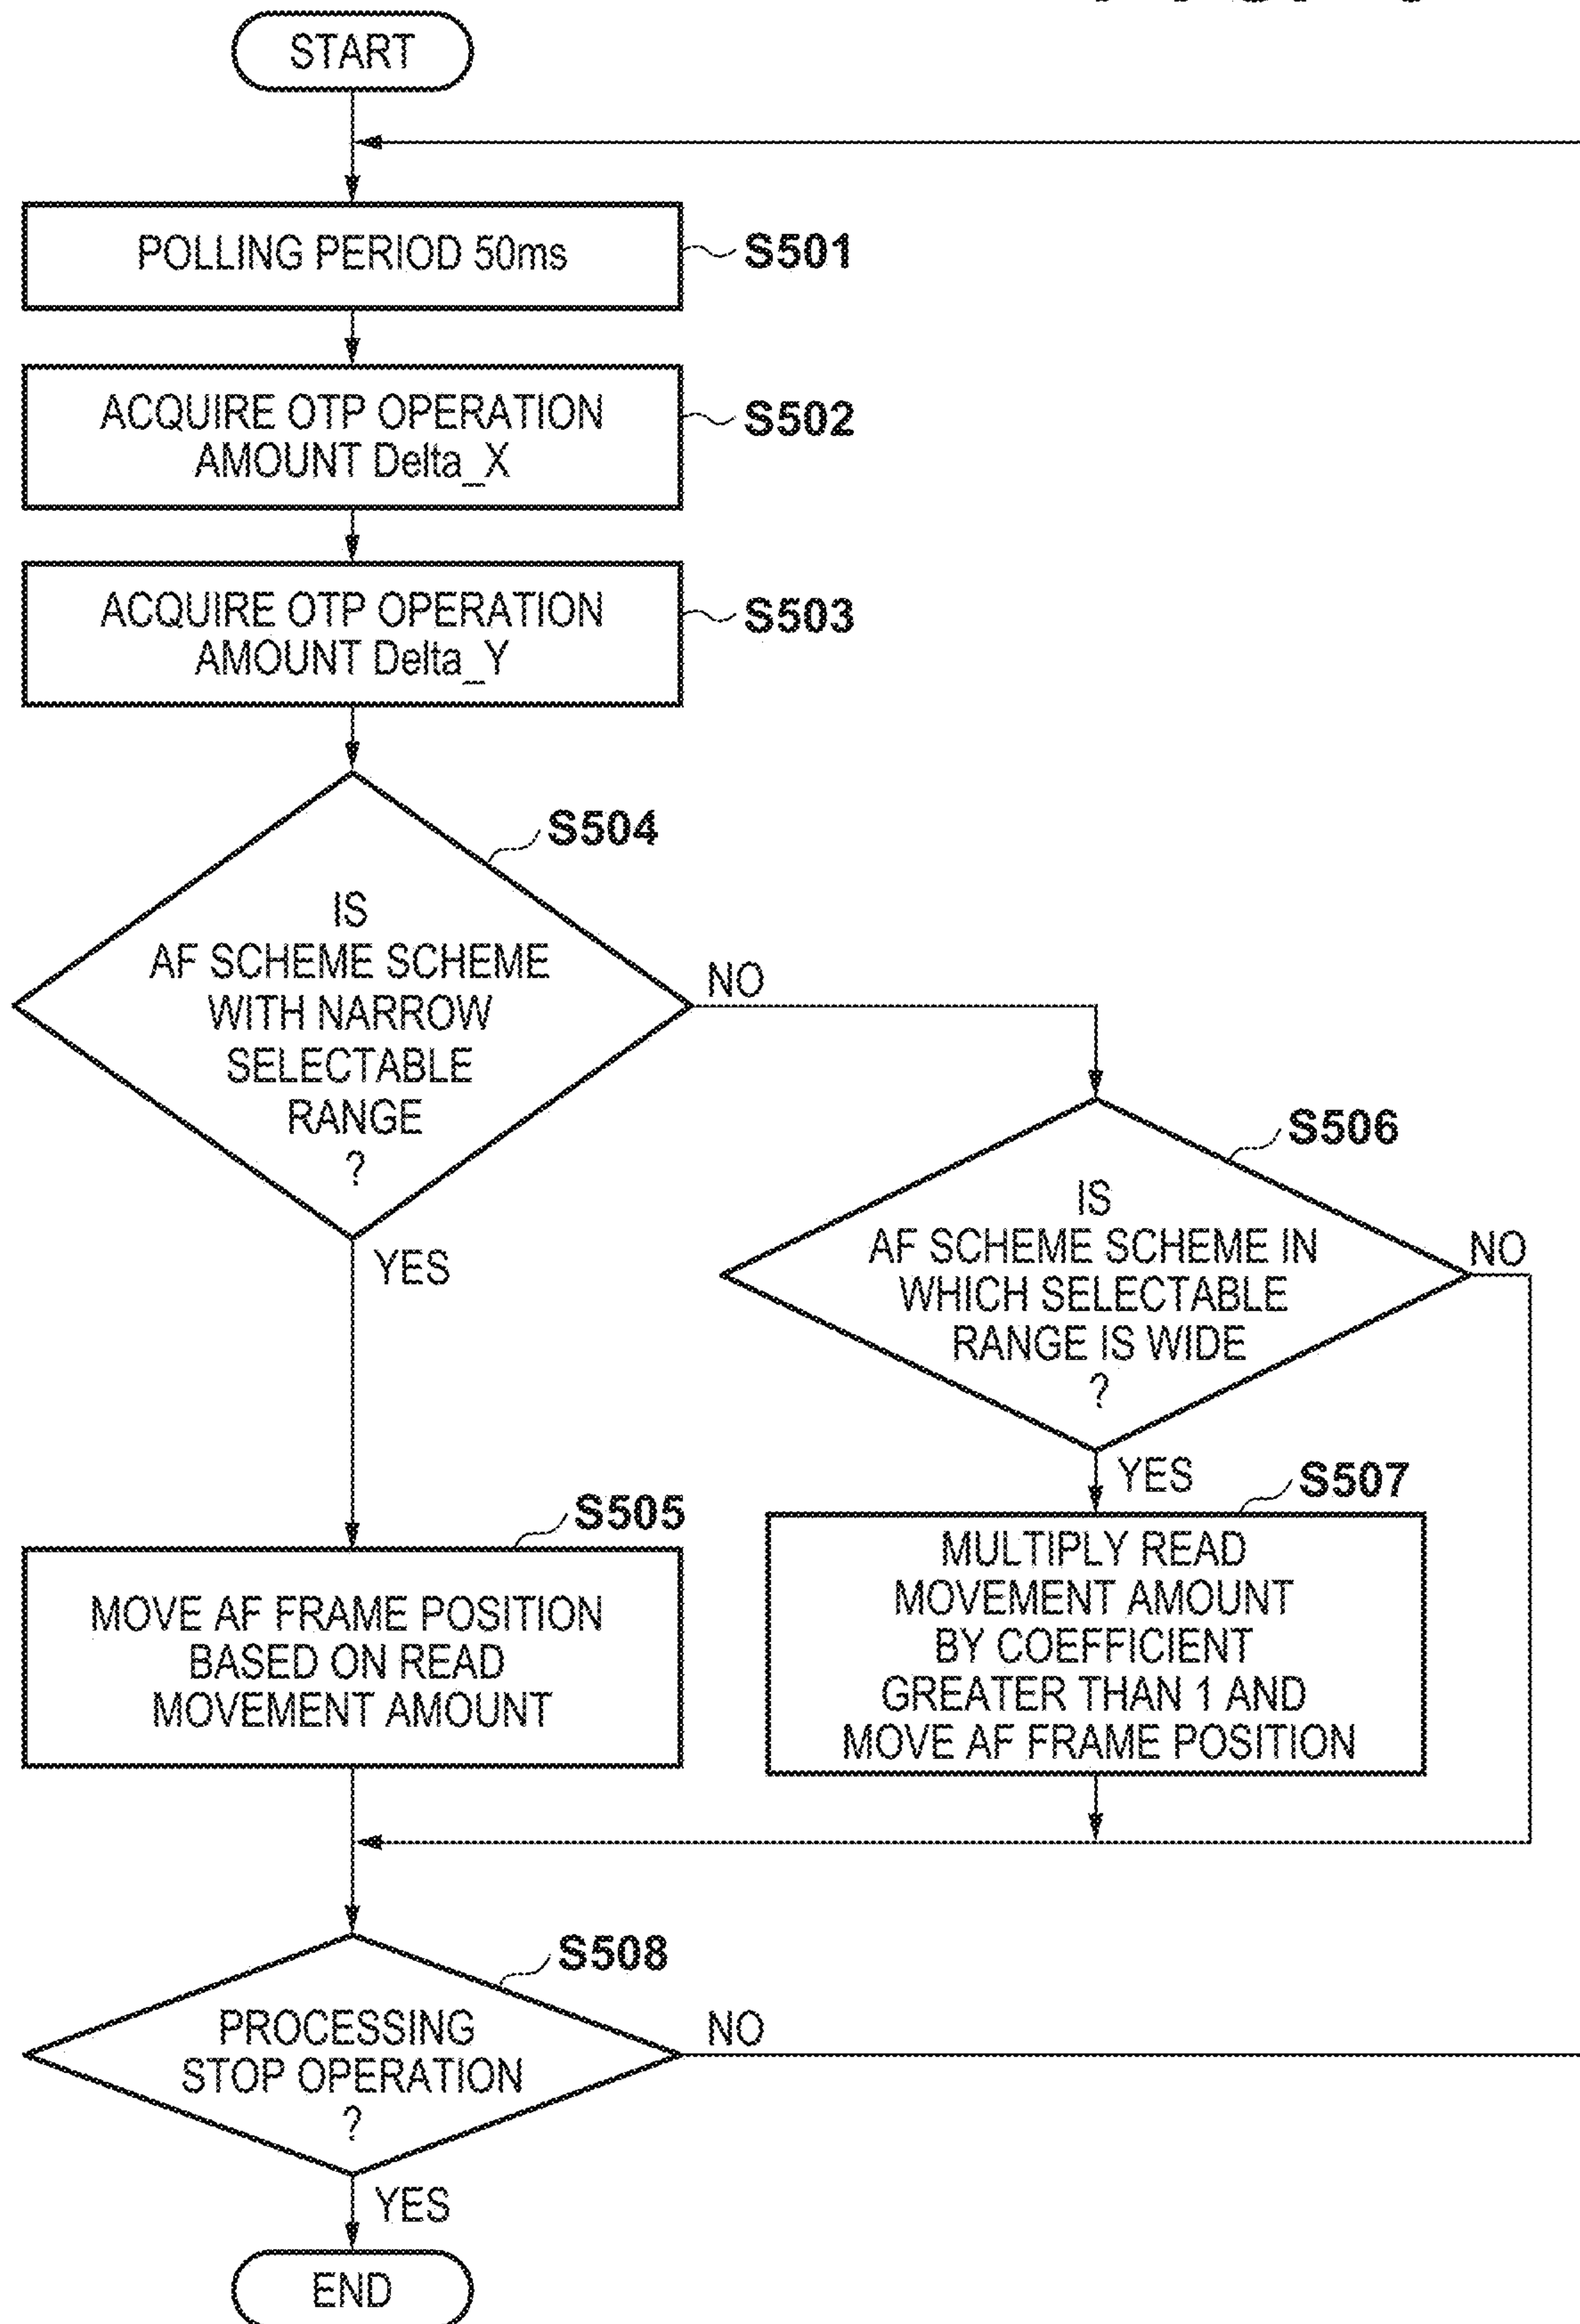 START
POLLING PERIOD 50ms
S501
ACQUIRE OTP OPERATION
AMOUNT Delta_X
S502
ACQUIRE OTP OPERATION
AMOUNT Delta_Y
S503
S504
IS
AF SCHEME SCHEME
WITH NARROW
SELECTABLE
RANGE
?
NO
YES
S506
IS
AF SCHEME SCHEME IN
WHICH SELECTABLE
RANGE IS WIDE
?
NO
YES
S505
MOVE AF FRAME POSITION
BASED ON READ
MOVEMENT AMOUNT
S507
MULTIPLY READ
MOVEMENT AMOUNT
BY COEFFICIENT
GREATER THAN 1 AND
MOVE AF FRAME POSITION
S508
PROCESSING
STOP OPERATION
?
NO
YES
END